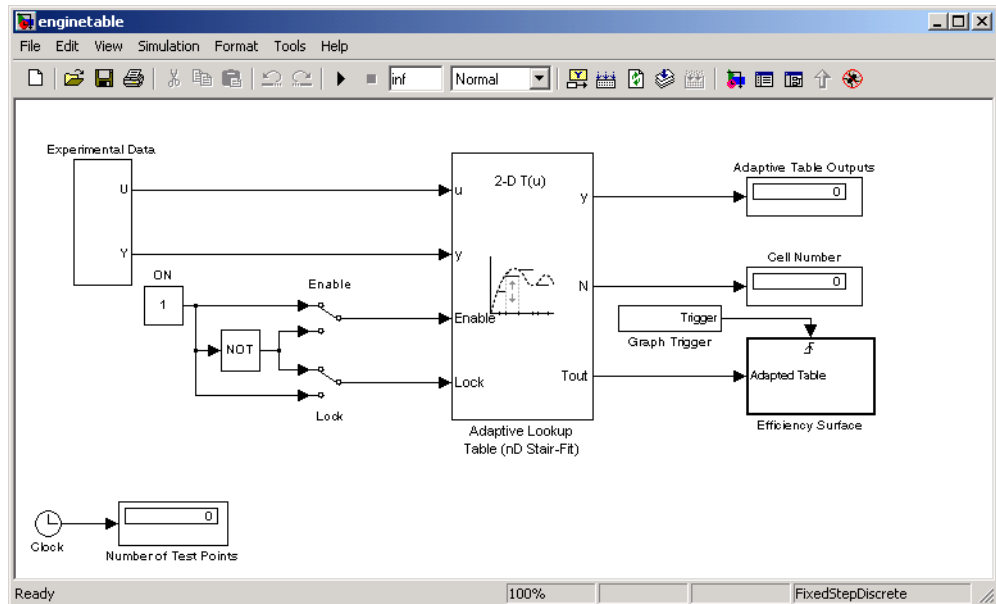 enginetable
File Edit View Simulation Format Tools Help
inf Normal
Experimental Data
U
Y
ON
1
NOT
Enable
Lock
2-D T(u)
u
y
Enable
Lock
y
N
Tout
Adaptive Lookup
Table (nD Stair-Fit)
Adaptive Table Outputs
0
Cell Number
0
Trigger
Graph Trigger
Adapted Table
Efficiency Surface
Clock
0
Number of Test Points
Ready 100% FixedStepDiscrete